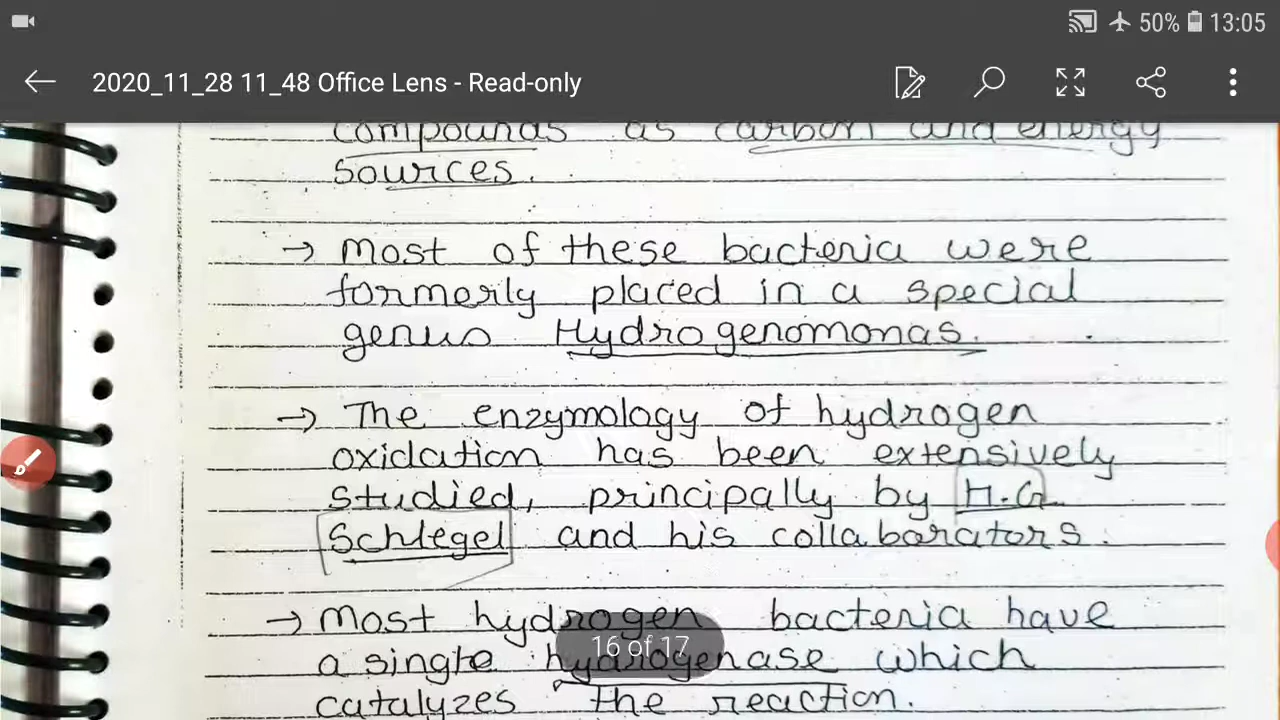 50% 13:05
2020_11_28 11_48 Office Lens - Read-only
compounds as carbon and energy
sources.
→ Most of these bacteria were
formerly placed in a special
genus Hydrogenomonas.
→ The enzymology of hydrogen
oxidation has been extensively
studied, principally by H.G
Schlegel and his collabarators.
→ Most hydrogen bacteria have
16 of 17
a single hydrogenase which
catalyzes the reaction.